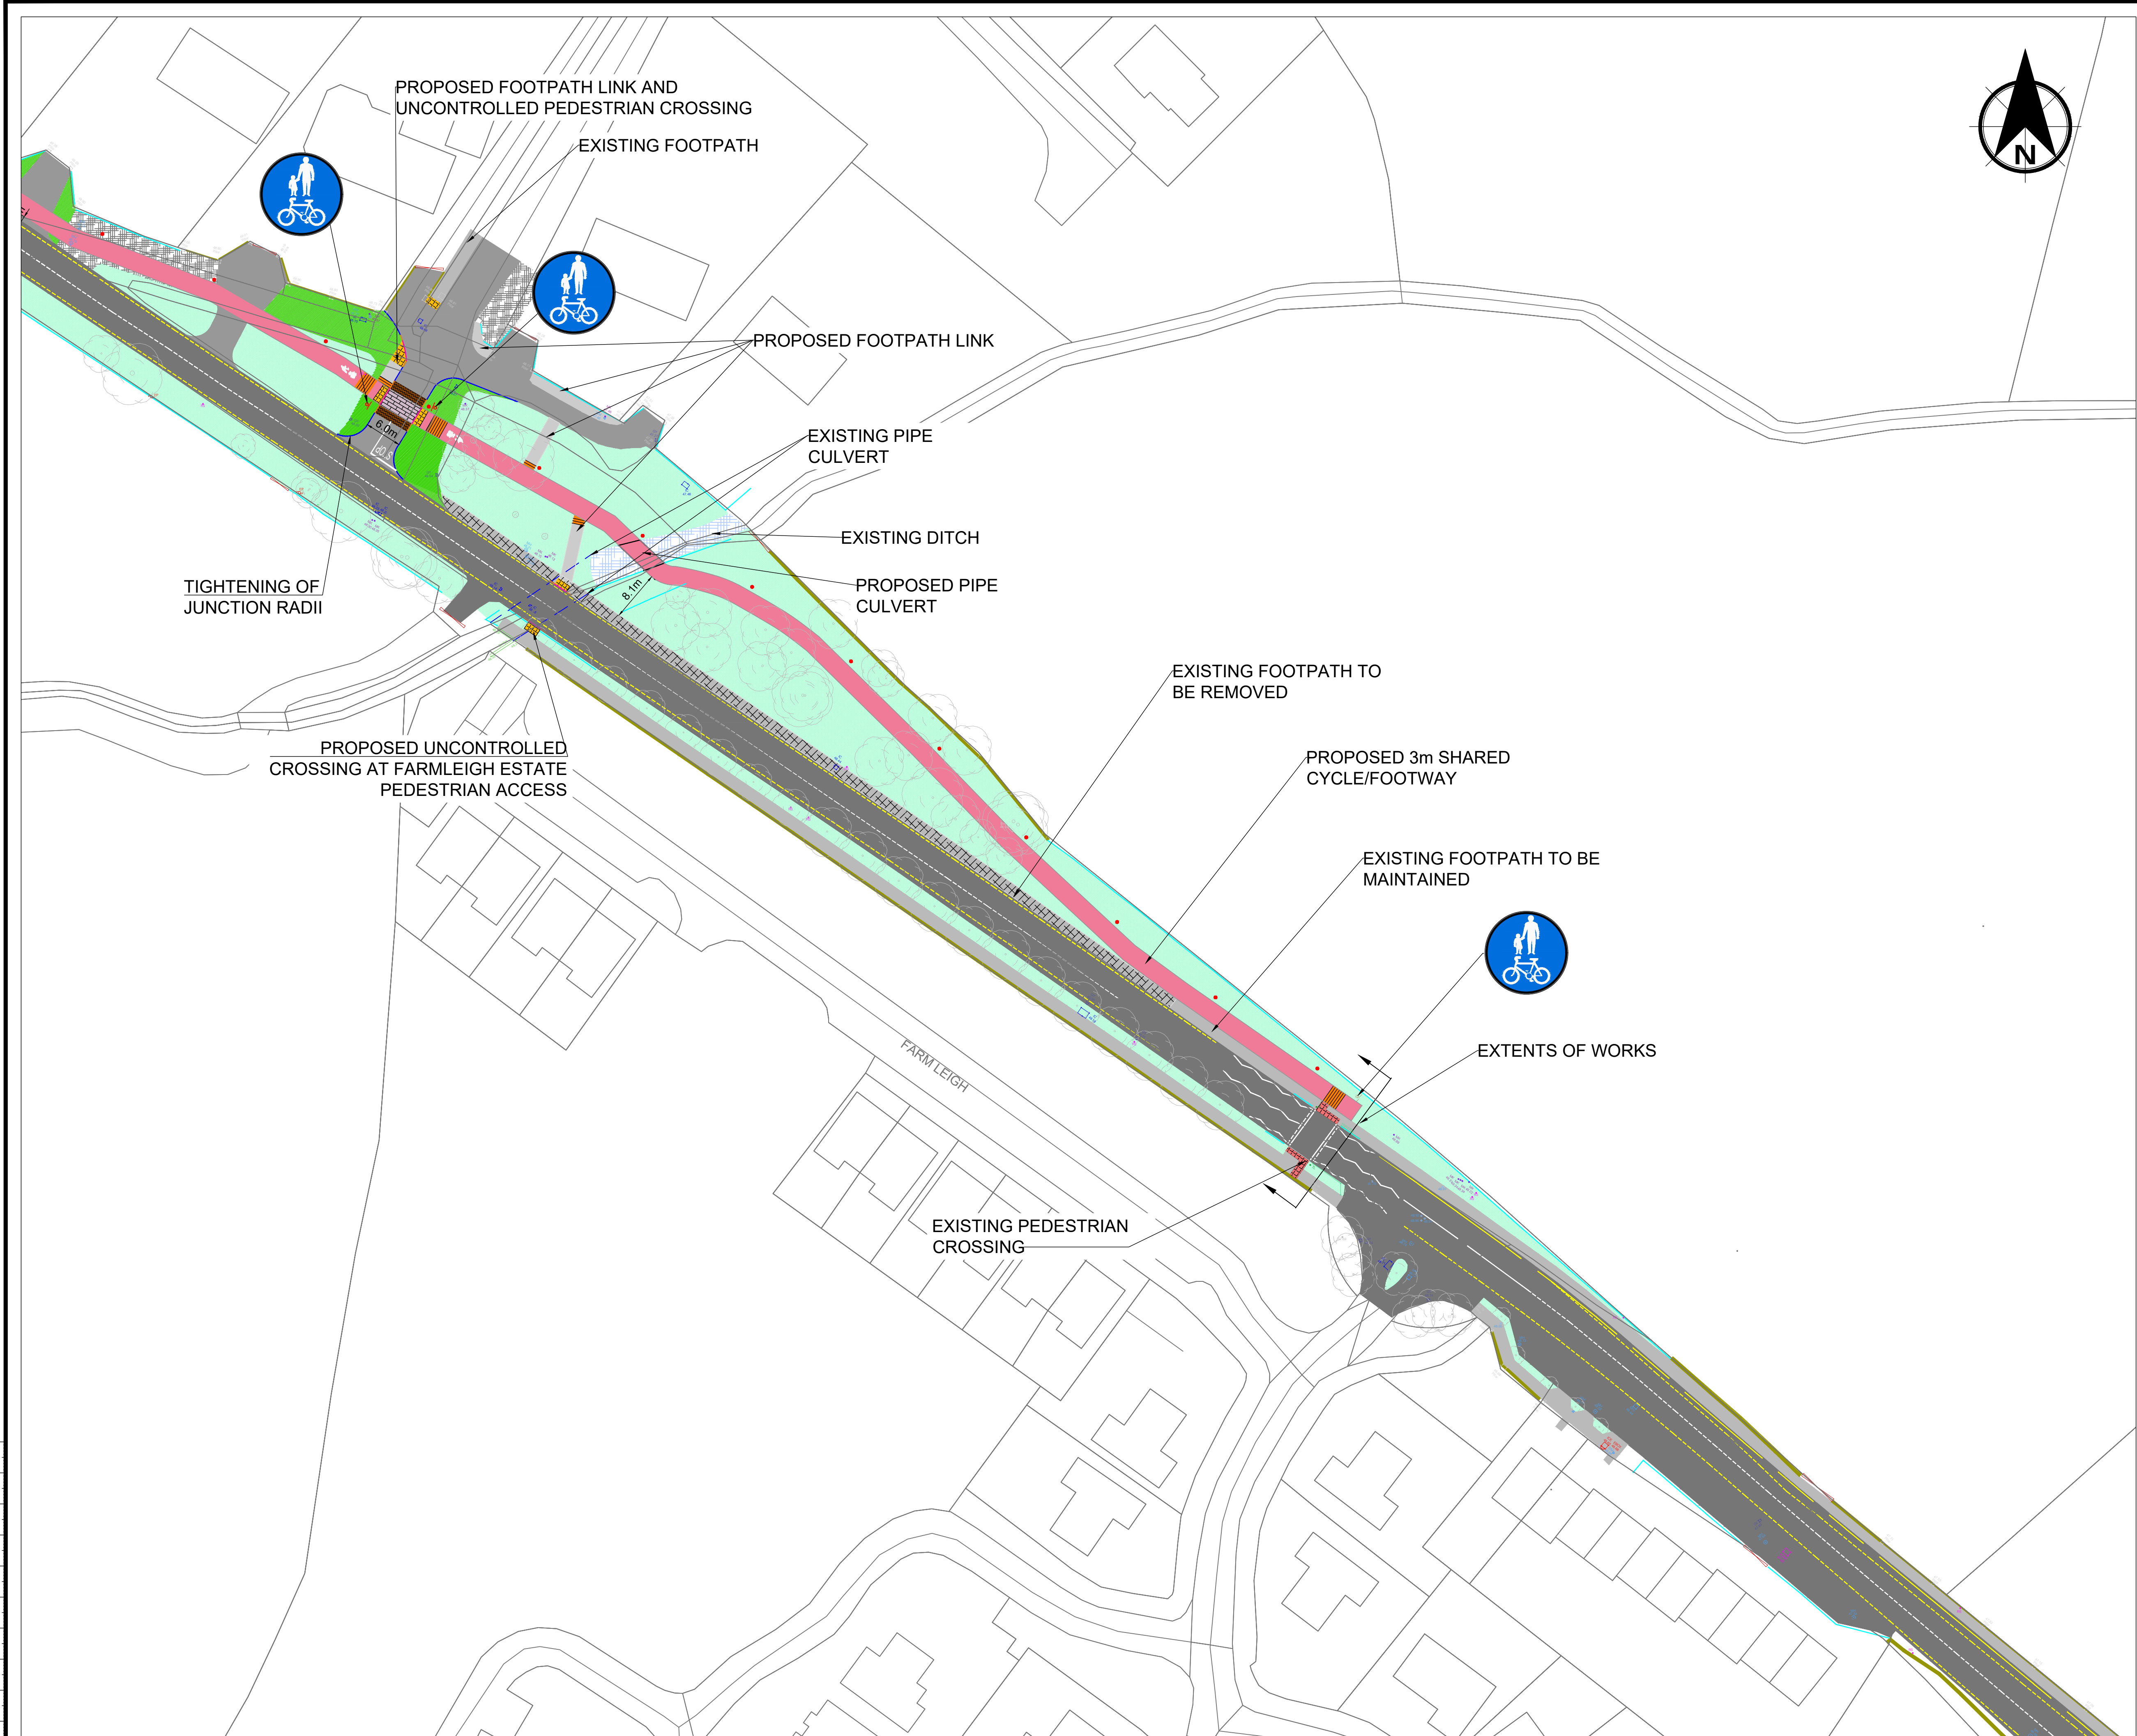 PROPOSED FOOTPATH LINK AND
UNCONTROLLED PEDESTRIAN CROSSING
EXISTING FOOTPATH
N
PROPOSED FOOTPATH LINK
6.0m
STOP
EXISTING PIPE
CULVERT
EXISTING DITCH
PROPOSED PIPE
CULVERT
8.1m
TIGHTENING OF
JUNCTION RADII
EXISTING FOOTPATH TO
BE REMOVED
PROPOSED UNCONTROLLED
CROSSING AT FARMLEIGH ESTATE
PEDESTRIAN ACCESS
PROPOSED 3m SHARED
CYCLE/FOOTWAY
EXISTING FOOTPATH TO BE
MAINTAINED
FARM LEIGH
EXTENTS OF WORKS
EXISTING PEDESTRIAN
CROSSING